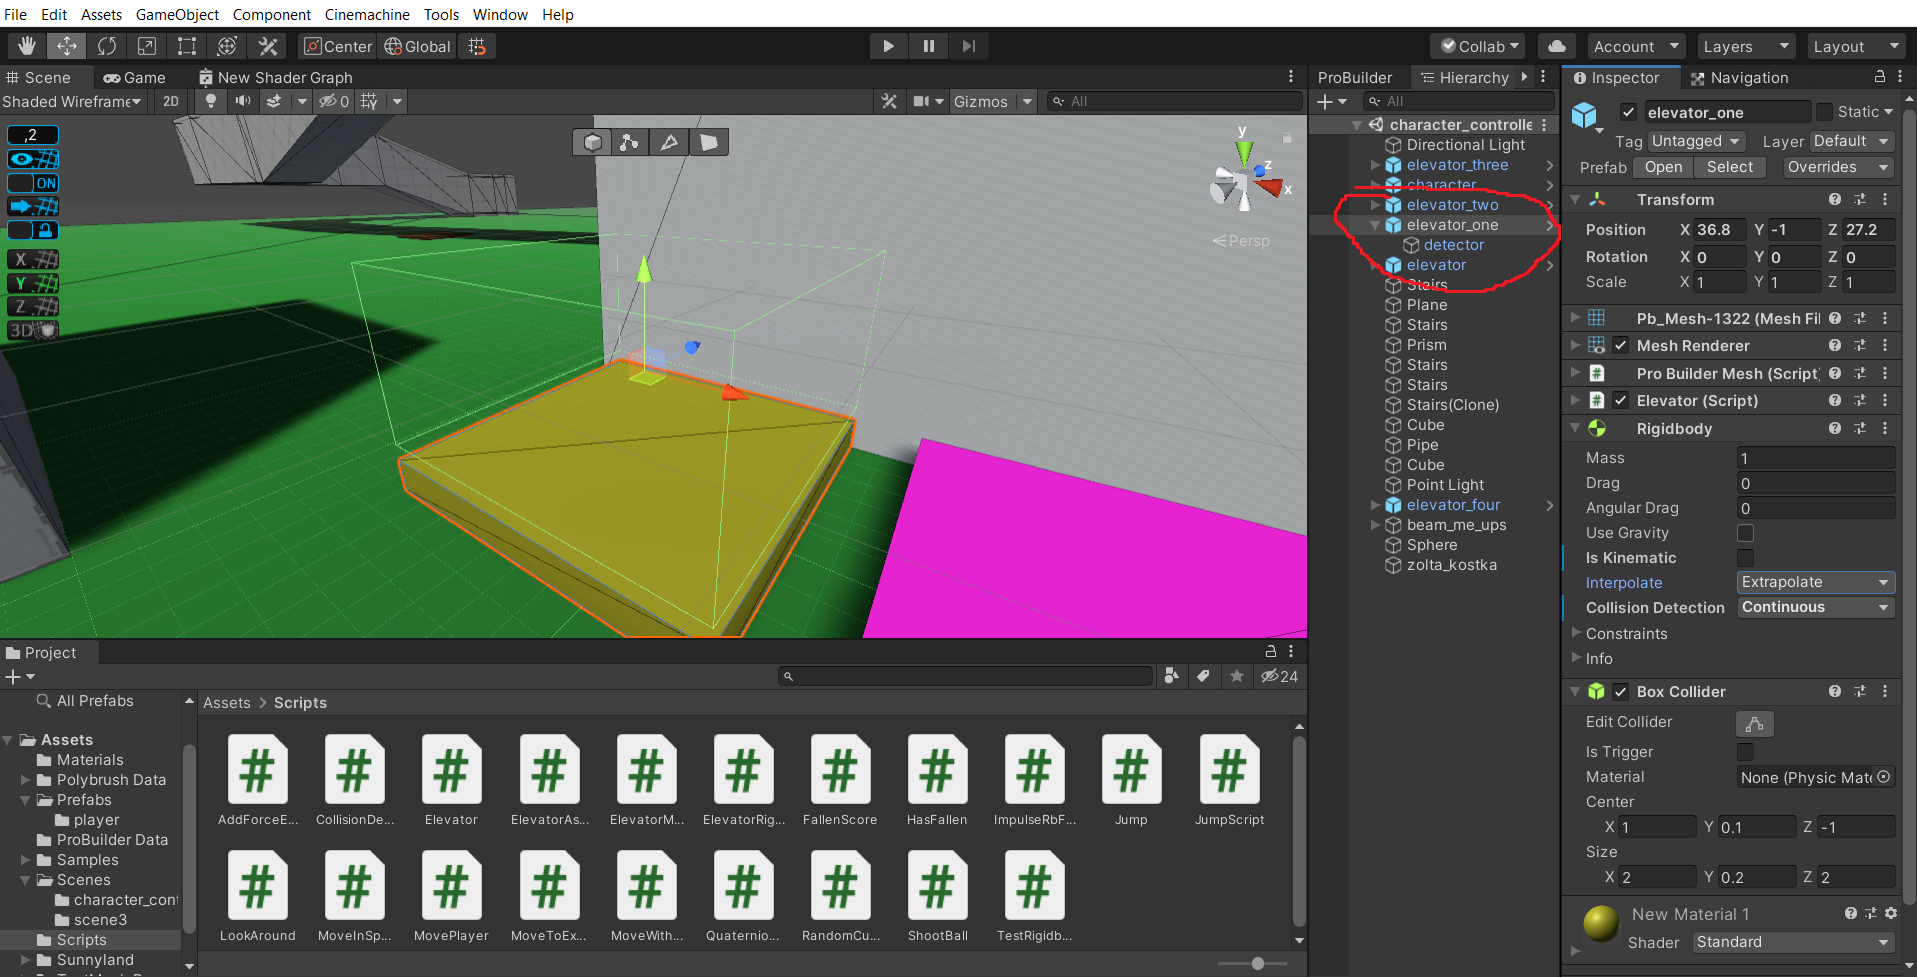 File Edit Assets GameObject Component Cinemachine Tools Window Help
Center Global Collab Account Layers Layout
Scene Game New Shader Graph
Shaded Wireframe 2D 0 Gizmos All
,2
ON
X
Y
Z
3D
y
z
x
Persp
ProBuilder Hierarchy
All
character_controlle
Directional Light
elevator_three
character
elevator_two
elevator_one
detector
elevator
Stairs
Plane
Stairs
Prism
Stairs
Stairs
Stairs(Clone)
Cube
Pipe
Cube
Point Light
elevator_four
beam_me_ups
Sphere
zolta_kostka
Inspector Navigation
elevator_one Static
Tag Untagged Layer Default
Prefab Open Select Overrides
Transform
Position X 36.8 Y -1 Z 27.2
Rotation X 0 Y 0 Z 0
Scale X 1 Y 1 Z 1
Pb_Mesh-1322 (Mesh Fil
Mesh Renderer
Pro Builder Mesh (Script)
Elevator (Script)
Rigidbody
Mass 1
Drag 0
Angular Drag 0
Use Gravity
Is Kinematic
Interpolate Extrapolate
Collision Detection Continuous
Constraints
Info
Box Collider
Edit Collider
Is Trigger
Material None (Physic Mate
Center
X 1 Y 0.1 Z -1
Size
X 2 Y 0.2 Z 2
New Material 1
Shader Standard
Project
24
All Prefabs
Assets
Materials
Polybrush Data
Prefabs
player
ProBuilder Data
Samples
Scenes
character_cont
scene3
Scripts
Sunnyland
Assets > Scripts
AddForceE... CollisionDe... Elevator ElevatorAs... ElevatorM... ElevatorRig... FallenScore HasFallen ImpulseRbF... Jump JumpScript
LookAround MoveInSp... MovePlayer MoveToEx... MoveWith... Quaternio... RandomCu... ShootBall TestRigidb...